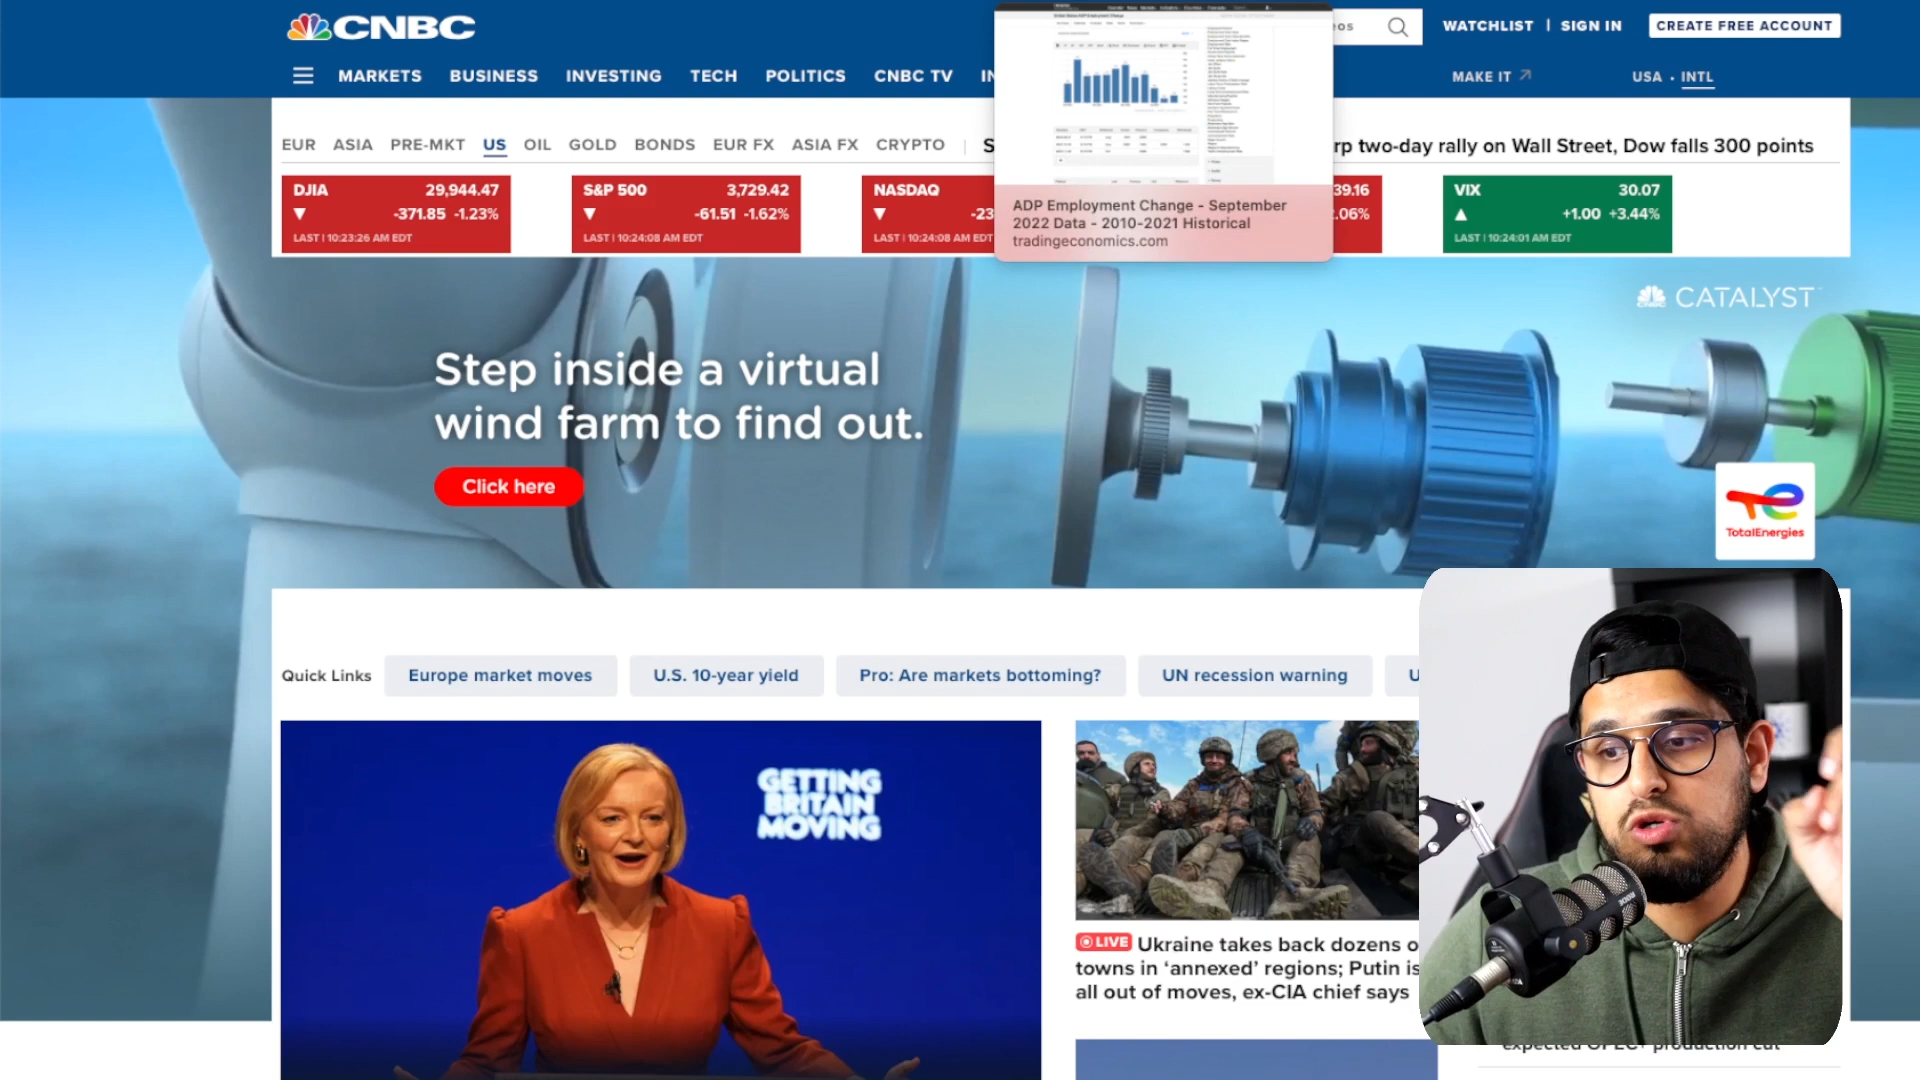 CNBC
WATCHLIST | SIGN IN
CREATE FREE ACCOUNT
MARKETS BUSINESS INVESTING TECH POLITICS CNBC TV
MAKE IT
USA • INTL
EUR ASIA PRE-MKT US OIL GOLD BONDS EUR FX ASIA FX CRYPTO
two-day rally on Wall Street, Dow falls 300 points
DJIA 29,944.47
-371.85 -1.23%
LAST | 10:23:26 AM EDT
S&P 500 3,729.42
-61.51 -1.62%
LAST | 10:24:08 AM EDT
NASDAQ
LAST | 10:24:08 AM EDT
VIX 30.07
+1.00 +3.44%
LAST | 10:24:01 AM EDT
ADP Employment Change - September
2022 Data - 2010-2021 Historical
tradingeconomics.com
CATALYST
Step inside a virtual
wind farm to find out.
Click here
TotalEnergies
Quick Links
Europe market moves
U.S. 10-year yield
Pro: Are markets bottoming?
UN recession warning
GETTING
BRITAIN
MOVING
LIVE Ukraine takes back dozens
towns in ‘annexed’ regions; Putin is
all out of moves, ex-CIA chief says
expected OPEC+ production cut
RODE